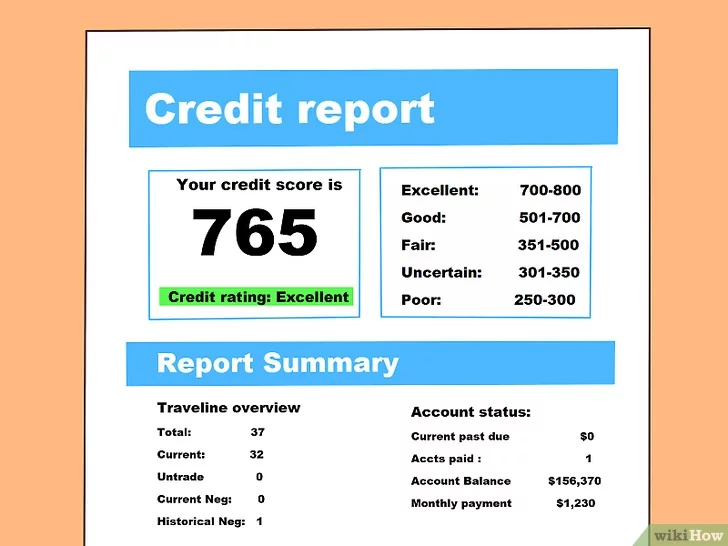 Credit report
Your credit score is
765
Credit rating: Excellent
Excellent: 700-800
Good: 501-700
Fair: 351-500
Uncertain: 301-350
Poor: 250-300
Report Summary
Traveline overview
Total: 37
Current: 32
Untrade 0
Current Neg: 0
Historical Neg: 1
Account status:
Current past due $0
Accts paid : 1
Account Balance $156,370
Monthly payment $1,230
wikiHow